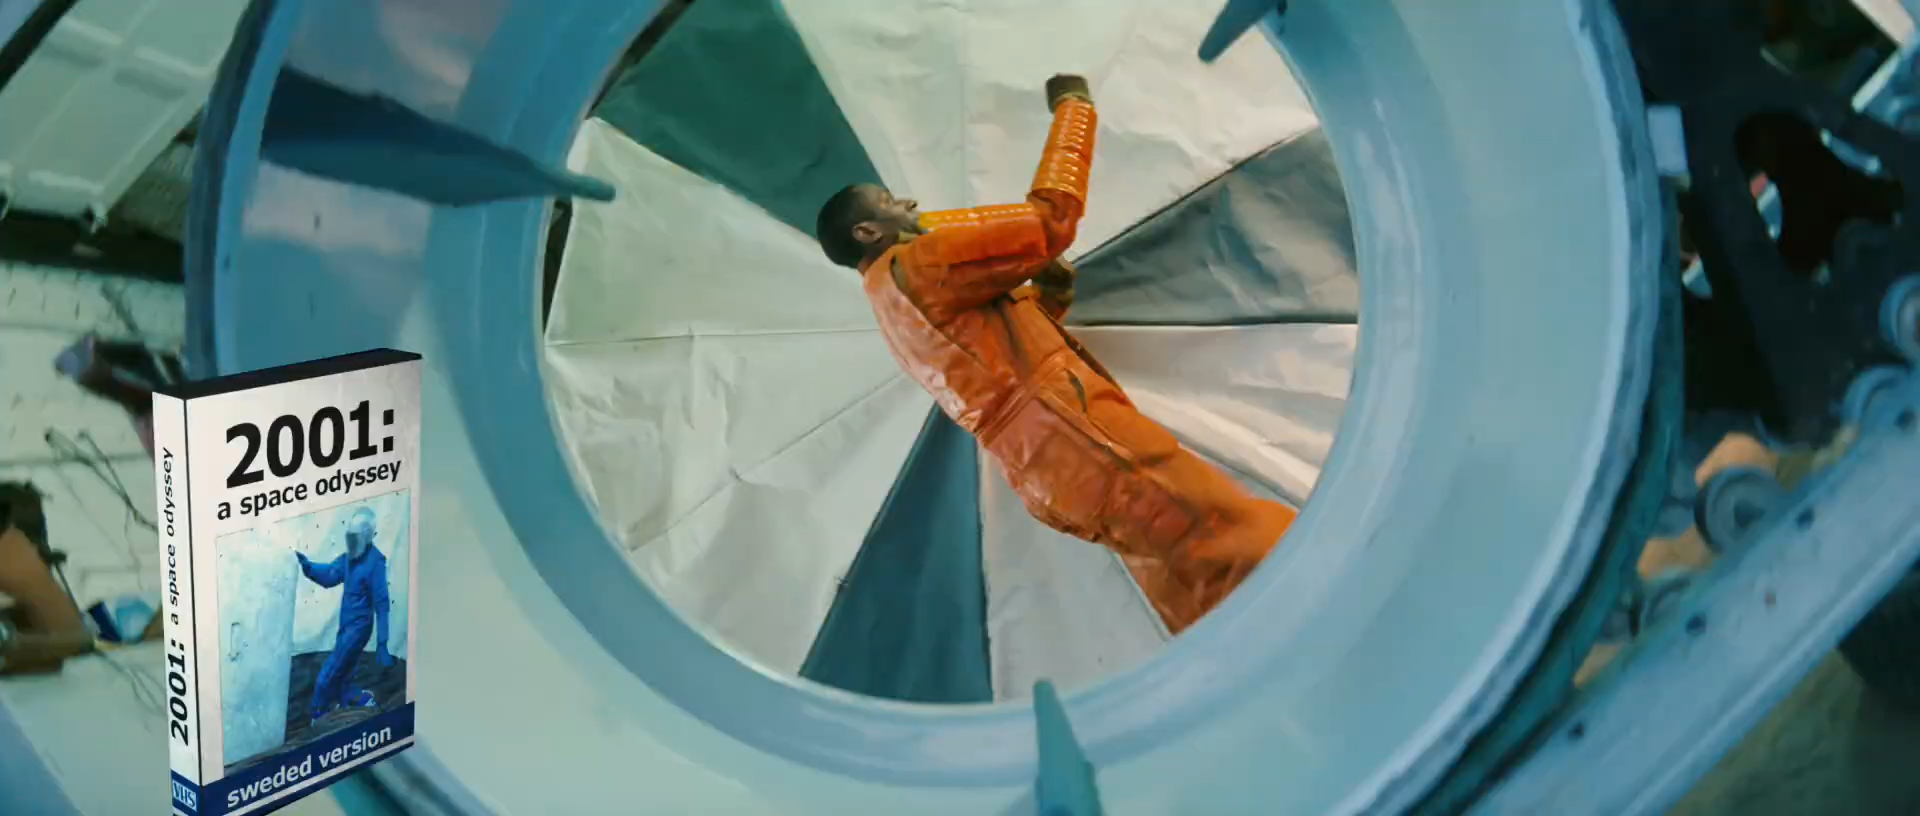 2001:
a space odyssey
sweded version
2001: a space odyssey
VHS